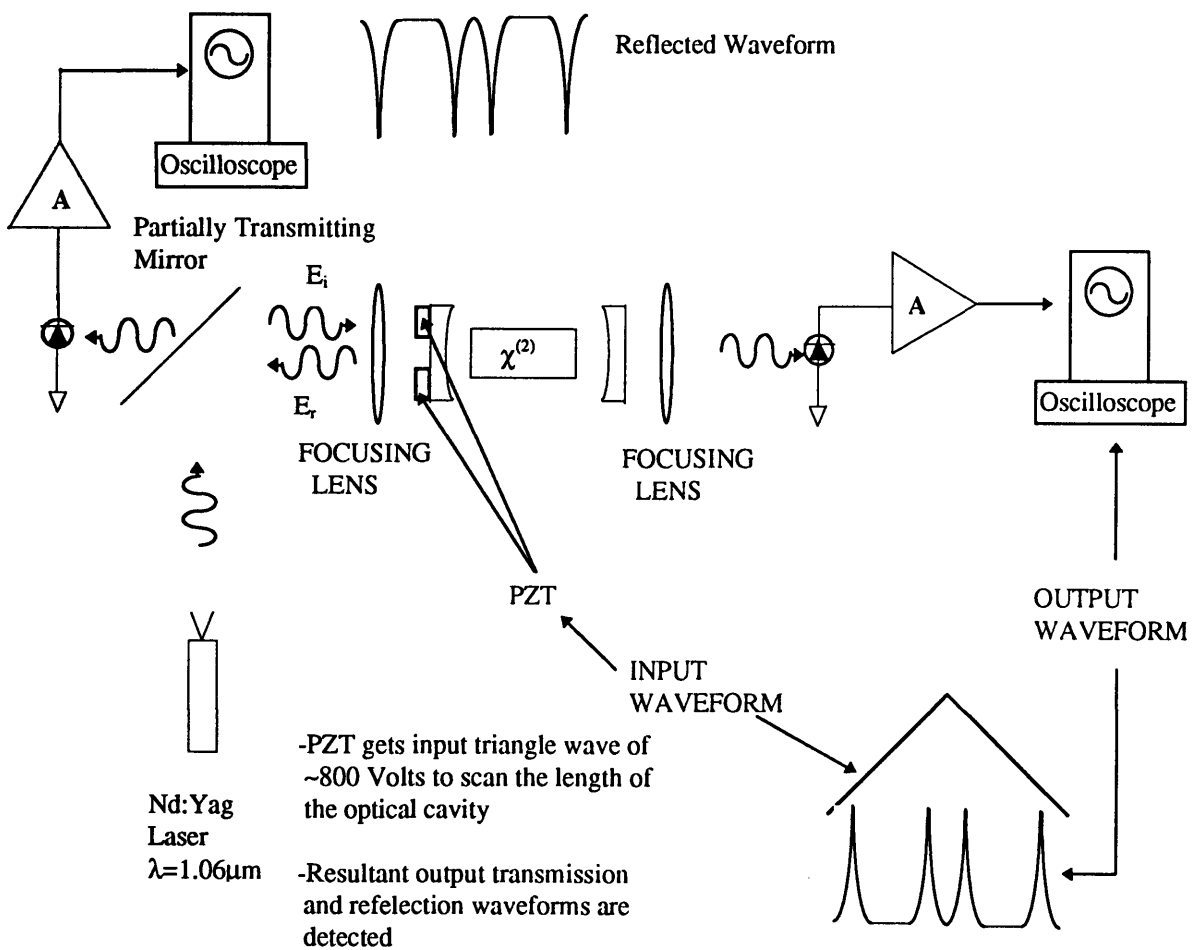 Reflected Waveform
Oscilloscope
A
Partially Transmitting
Mirror
E_i
A
χ^(2)
E_r
Oscilloscope
FOCUSING
LENS
FOCUSING
LENS
PZT
OUTPUT
WAVEFORM
INPUT
WAVEFORM
-PZT gets input triangle wave of
~800 Volts to scan the length of
the optical cavity
Nd:Yag
Laser
λ=1.06μm
-Resultant output transmission
and refelection waveforms are
detected